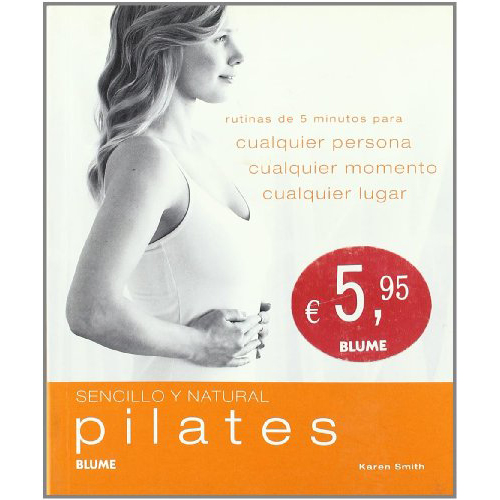 rutinas de 5 minutos para
cualquier persona
cualquier momento
cualquier lugar
€ 5,95
BLUME
SENCILLO Y NATURAL
pilates
BLUME
Karen Smith